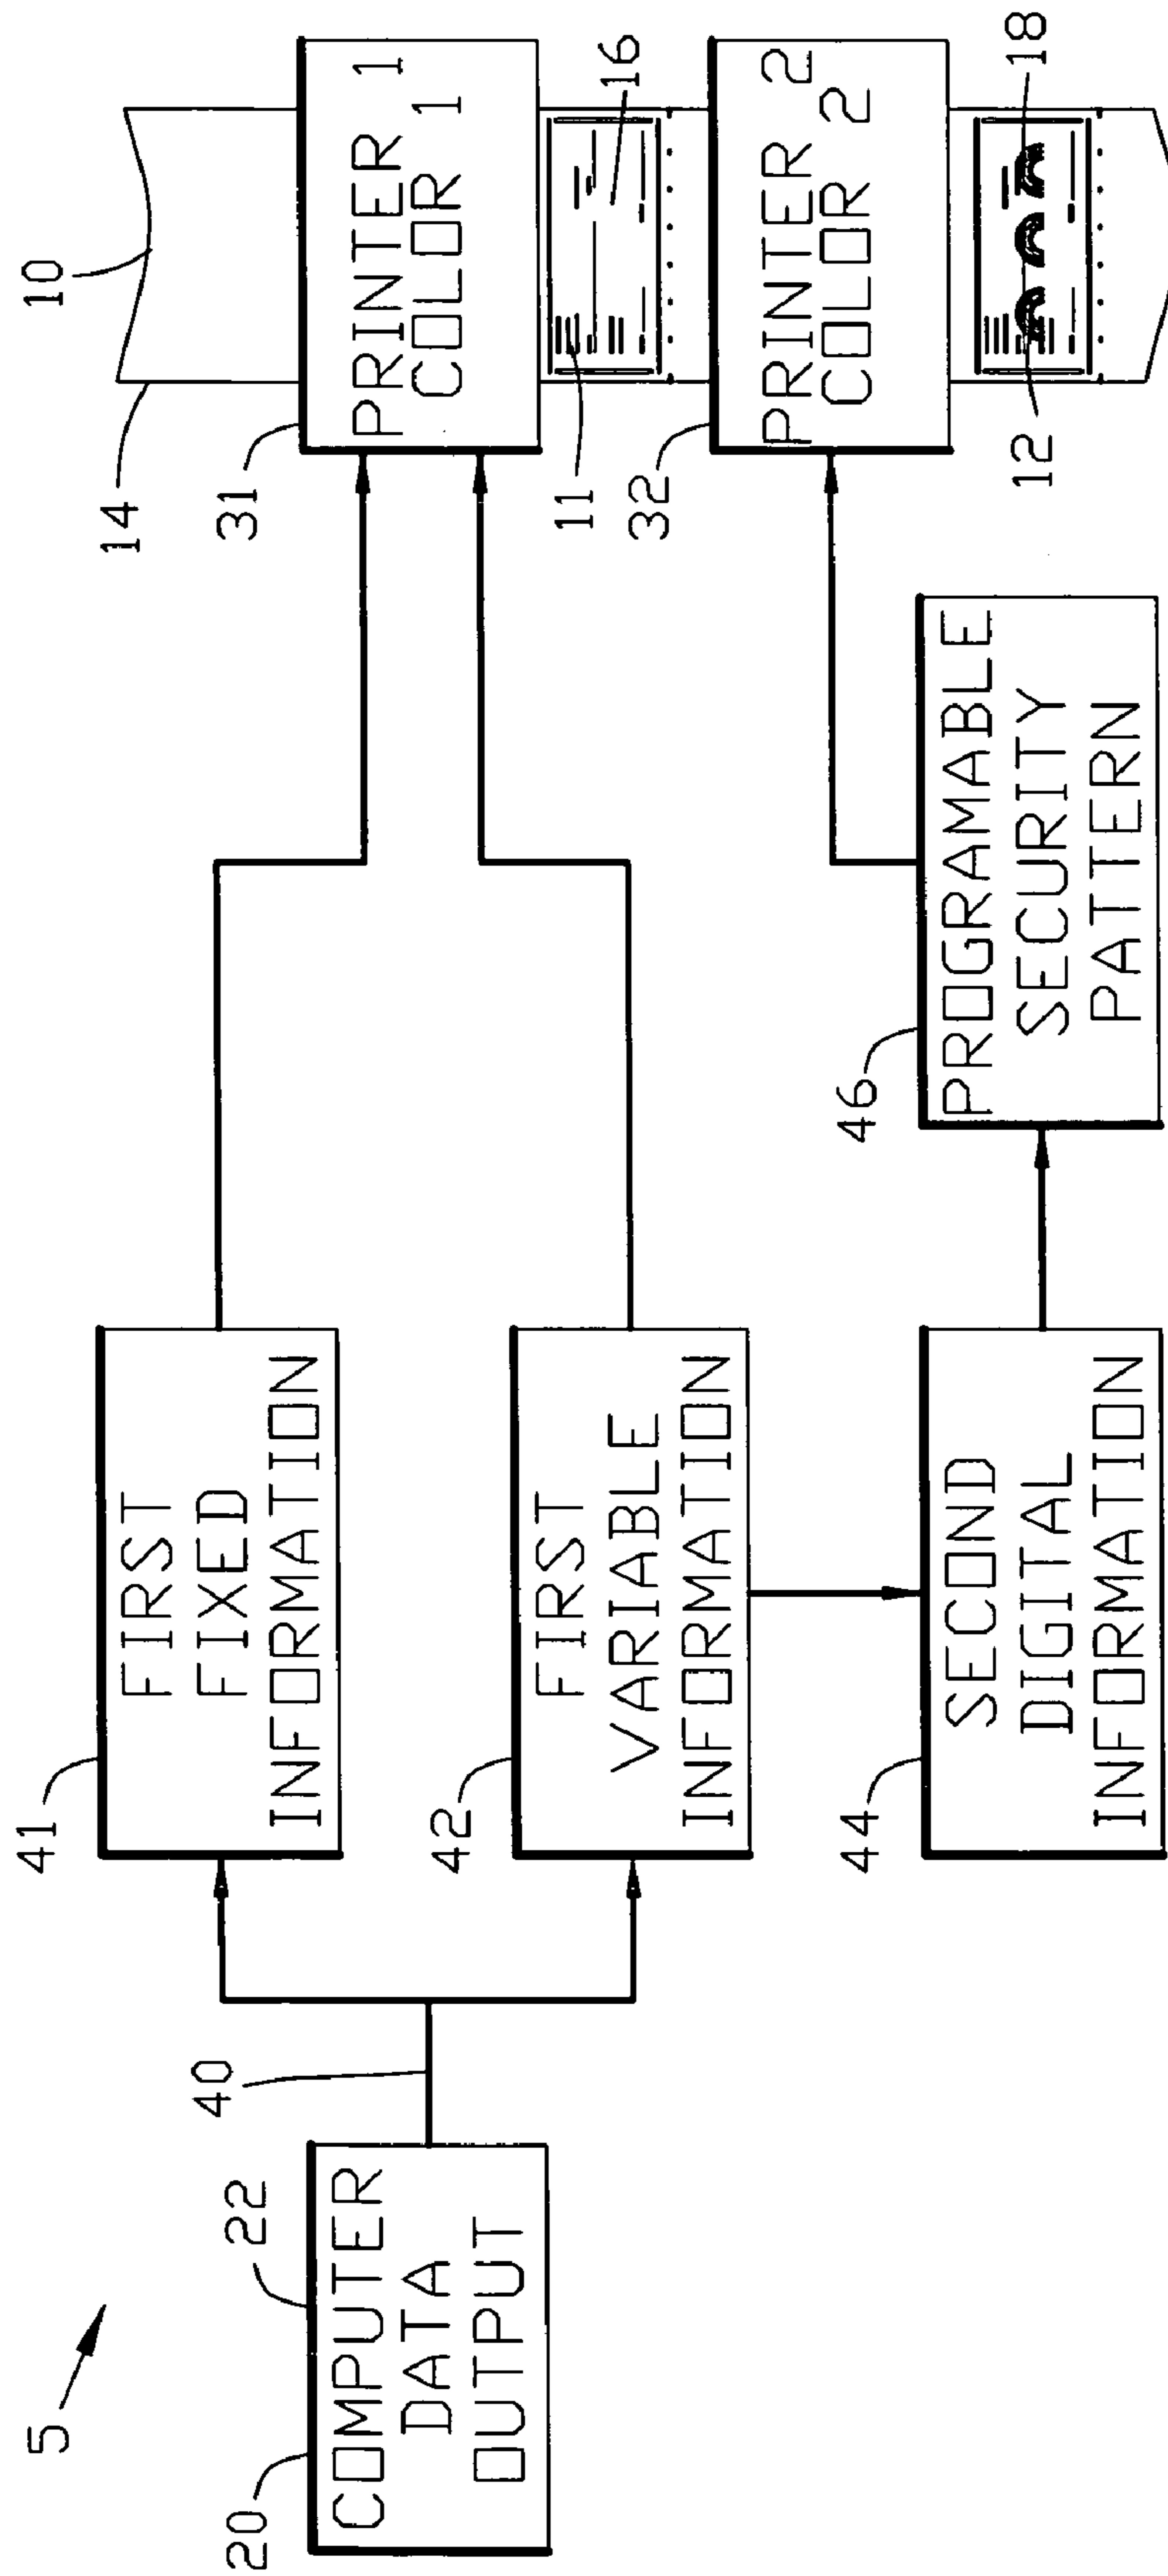 5
20
22
COMPUTER
DATA
OUTPUT
40
41
FIRST
FIXED
INFORMATION
42
FIRST
VARIABLE
INFORMATION
44
SECOND
DIGITAL
INFORMATION
46
PROGRAMABLE
SECURITY
PATTERN
14
10
31
PRINTER 1
COLOR 1
11
16
32
PRINTER 2
COLOR 2
12
18